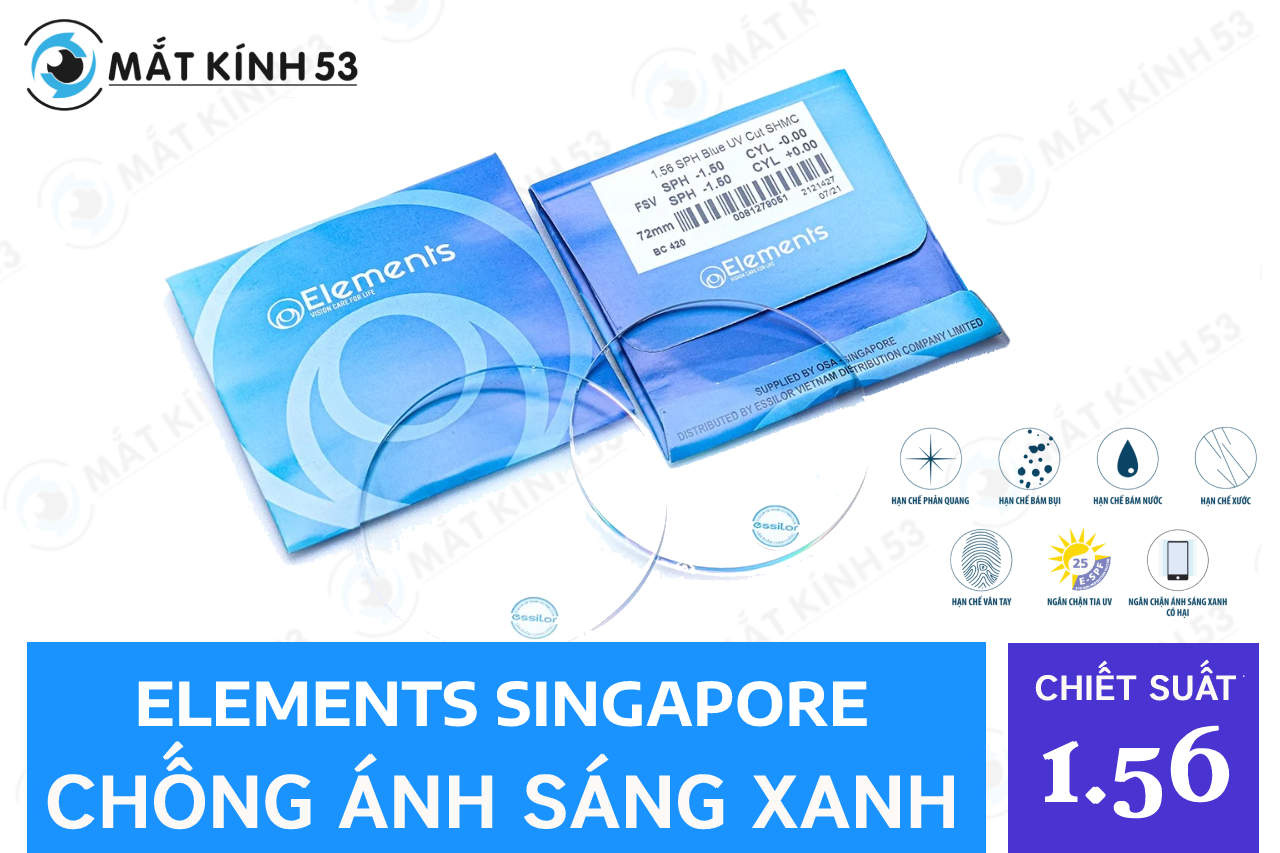 MẮT KÍNH 53
1.56 SPH Blue UV Cut SHMC
SPH -1.50 CYL -0.00
FSV SPH -1.50 CYL +0.00
72mm
0081279051
2121427
07/21
BC 420
Elements
VISION CARE FOR LIFE
Elements
VISION CARE FOR LIFE
SUPPLIED BY OSA - SINGAPORE
DISTRIBUTED BY ESSILOR VIETNAM DISTRIBUTION COMPANY LIMITED
essilor
essilor
HẠN CHẾ PHẢN QUANG
HẠN CHẾ BÁM BỤI
HẠN CHẾ BÁM NƯỚC
HẠN CHẾ XƯỚC
25
E-SPF
HẠN CHẾ VÂN TAY
NGĂN CHẶN TIA UV
NGĂN CHẶN ÁNH SÁNG XANH
CÓ HẠI
ELEMENTS SINGAPORE
CHỐNG ÁNH SÁNG XANH
CHIẾT SUẤT
1.56